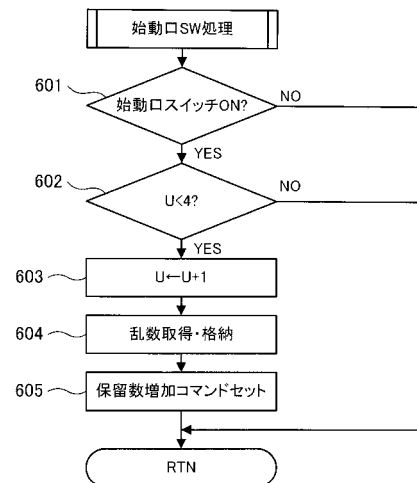 始動口SW処理
601
始動口スイッチON?
NO
YES
602
U<4?
NO
YES
603
U←U+1
604
乱数取得・格納
605
保留数増加コマンドセット
RTN